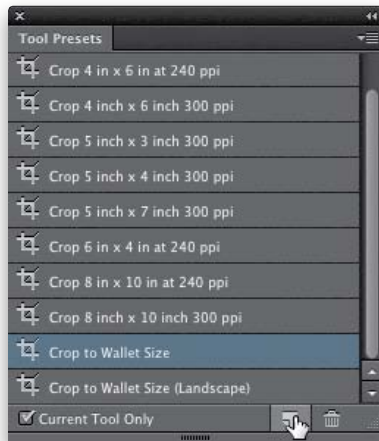 Tool Presets
Crop 4 in x 6 in at 240 ppi
Crop 4 inch x 6 inch 300 ppi
Crop 5 inch x 3 inch 300 ppi
Crop 5 inch x 4 inch 300 ppi
Crop 5 inch x 7 inch 300 ppi
Crop 6 in x 4 in at 240 ppi
Crop 8 in x 10 in at 240 ppi
Crop 8 inch x 10 inch 300 ppi
Crop to Wallet Size
Crop to Wallet Size (Landscape)
Current Tool Only